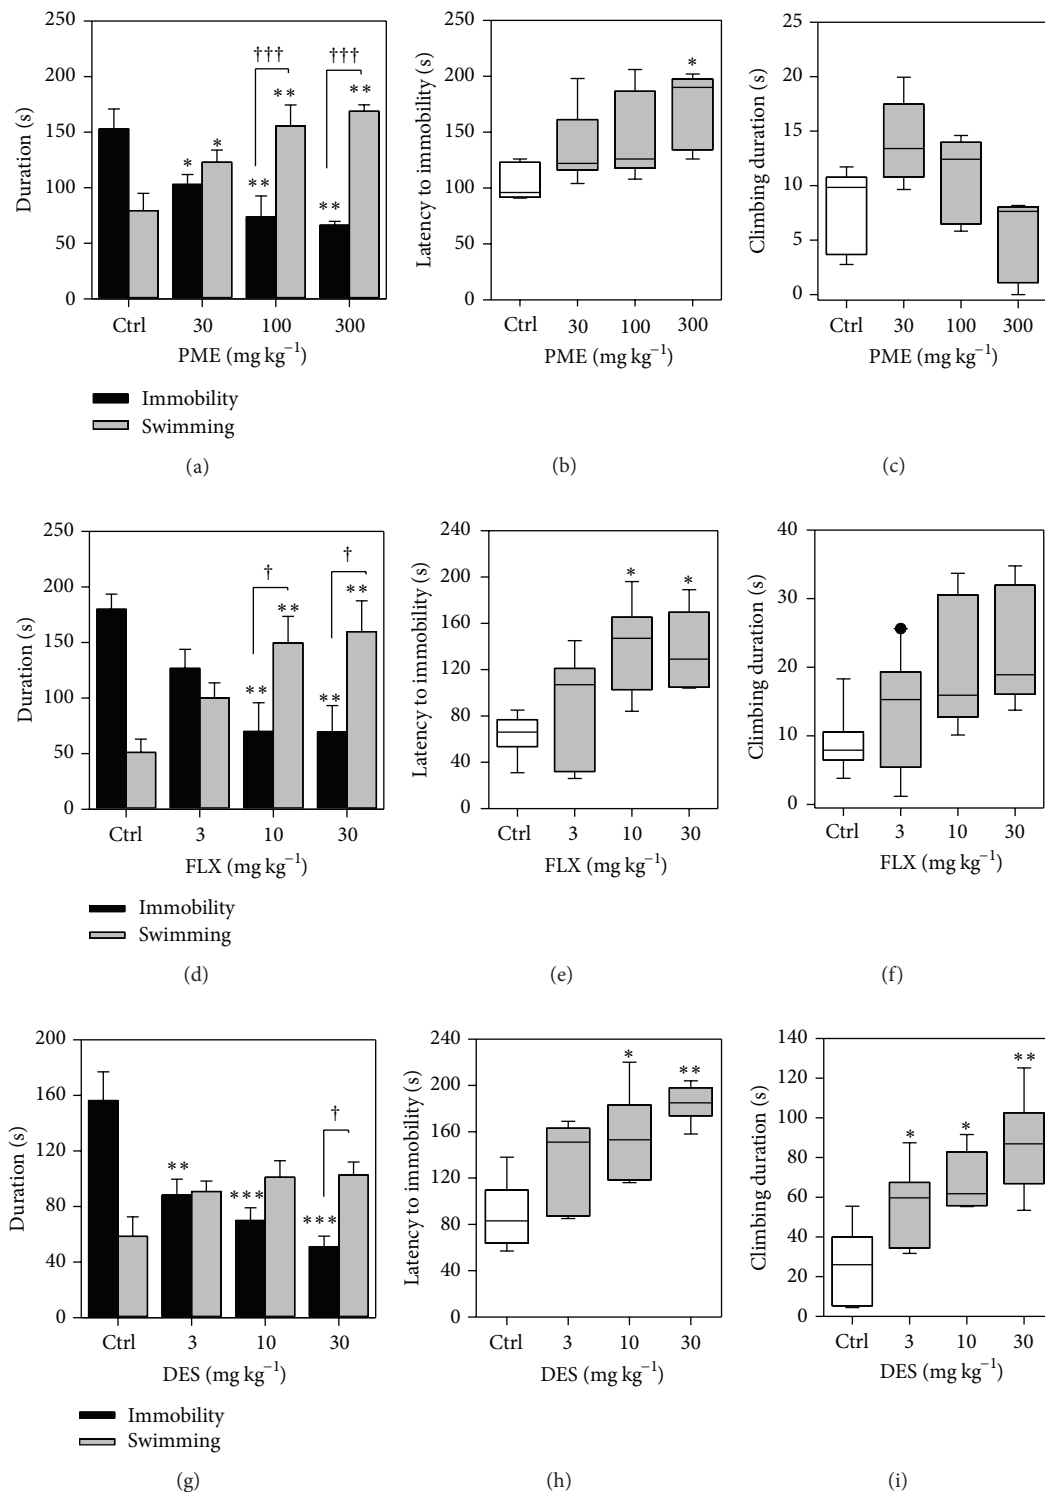 Duration (s)
250
200
150
100
50
0
††† †††
* * ** ** ** **
Ctrl 30 100 300
PME (mg kg⁻¹)
Immobility
Swimming
(a)
Latency to immobility (s)
250
200
150
100
50
0
*
Ctrl 30 100 300
PME (mg kg⁻¹)
(b)
Climbing duration (s)
25
20
15
10
5
0
Ctrl 30 100 300
PME (mg kg⁻¹)
(c)
Duration (s)
250
200
150
100
50
0
† †
** ** ** **
Ctrl 3 10 30
FLX (mg kg⁻¹)
Immobility
Swimming
(d)
Latency to immobility (s)
240
200
160
120
80
40
0
* *
Ctrl 3 10 30
FLX (mg kg⁻¹)
(e)
Climbing duration (s)
40
30
20
10
0
Ctrl 3 10 30
FLX (mg kg⁻¹)
(f)
Duration (s)
200
160
120
80
40
0
†
** *** ***
Ctrl 3 10 30
DES (mg kg⁻¹)
Immobility
Swimming
(g)
Latency to immobility (s)
240
200
160
120
80
40
0
* **
Ctrl 3 10 30
DES (mg kg⁻¹)
(h)
Climbing duration (s)
140
120
100
80
60
40
20
0
* * **
Ctrl 3 10 30
DES (mg kg⁻¹)
(i)